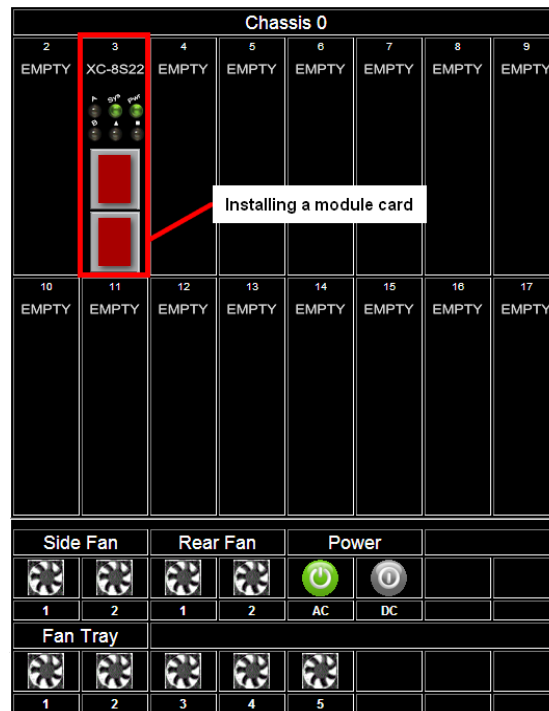 Chassis 0
2 3 4 5 6 7 8 9
EMPTY XC-8S22 EMPTY EMPTY EMPTY EMPTY EMPTY EMPTY
A Sys Pwr
B ▲ ■
Installing a module card
10 11 12 13 14 15 16 17
EMPTY EMPTY EMPTY EMPTY EMPTY EMPTY EMPTY EMPTY
Side Fan Rear Fan Power
1 2 1 2 AC DC
Fan Tray
1 2 3 4 5